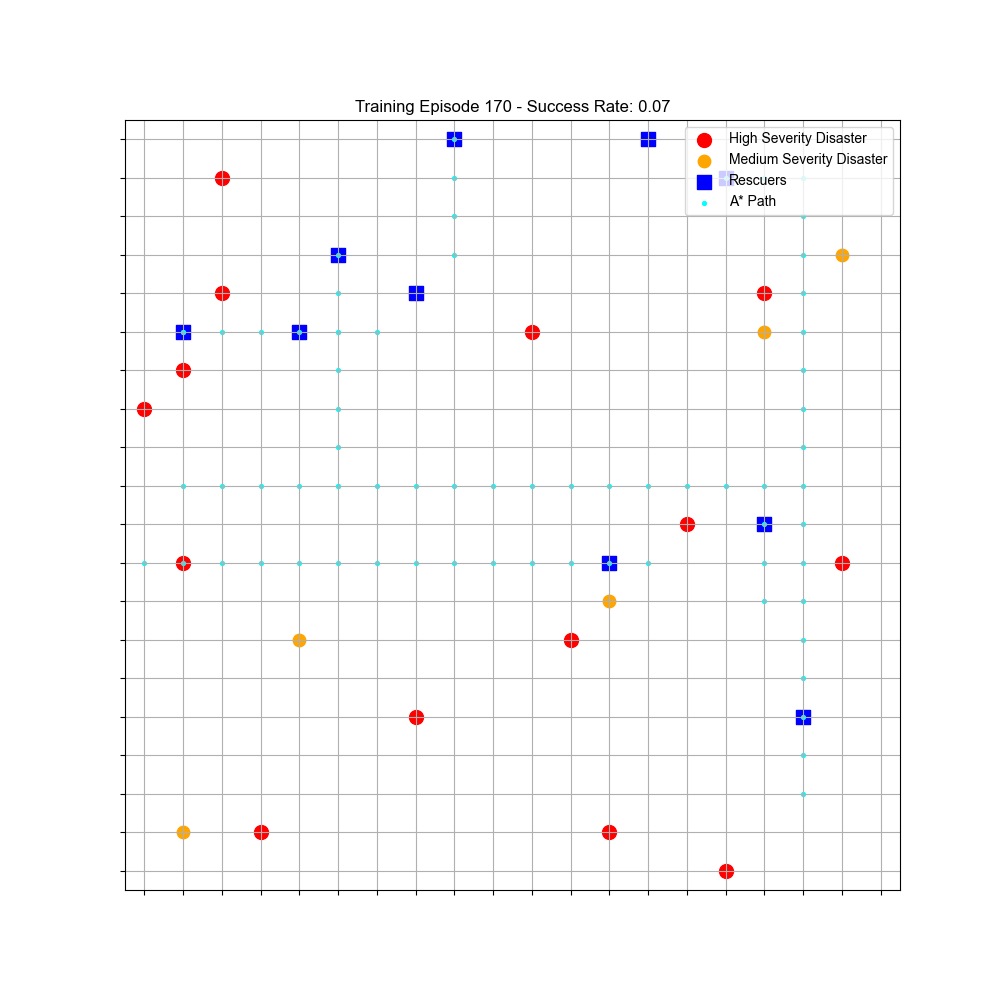 Training Episode 170 - Success Rate: 0.07
High Severity Disaster
Medium Severity Disaster
Rescuers
A* Path